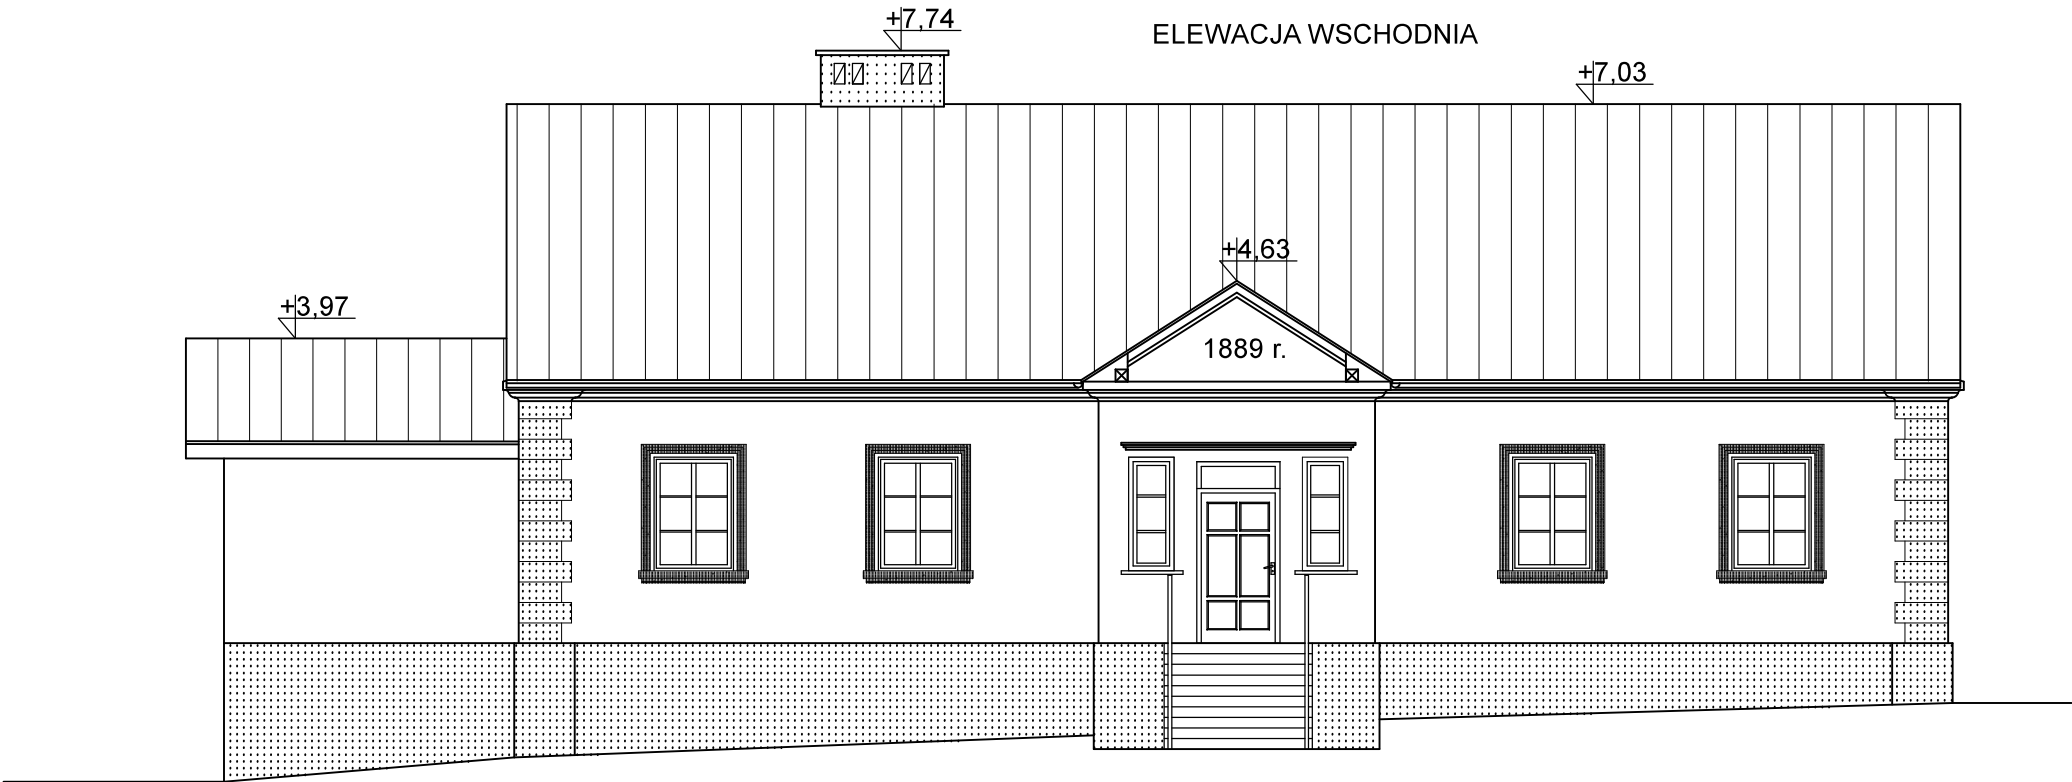 +7,74
ELEWACJA WSCHODNIA
+7,03
+4,63
+3,97
1889 r.